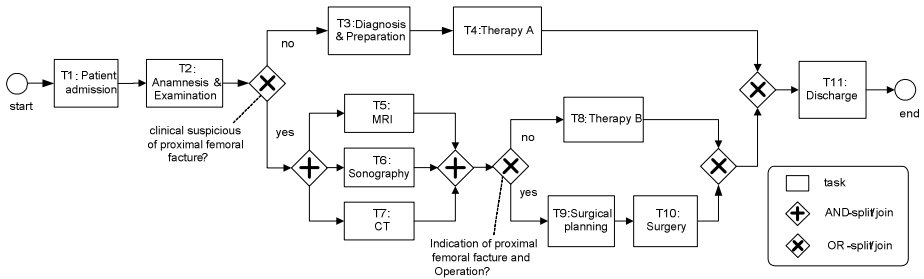 start
T1: Patient
admission
T2:
Anamnesis &
Examination
clinical suspicious
of proximal femoral
facture?
no
T3:Diagnosis
& Preparation
T4:Therapy A
yes
T5:
MRI
T6:
Sonography
T7:
CT
Indication of proximal
femoral facture and
Operation?
no
T8:Therapy B
yes
T9:Surgical
planning
T10:
Surgery
T11:
Discharge
end
task
AND-split/join
OR-split/join